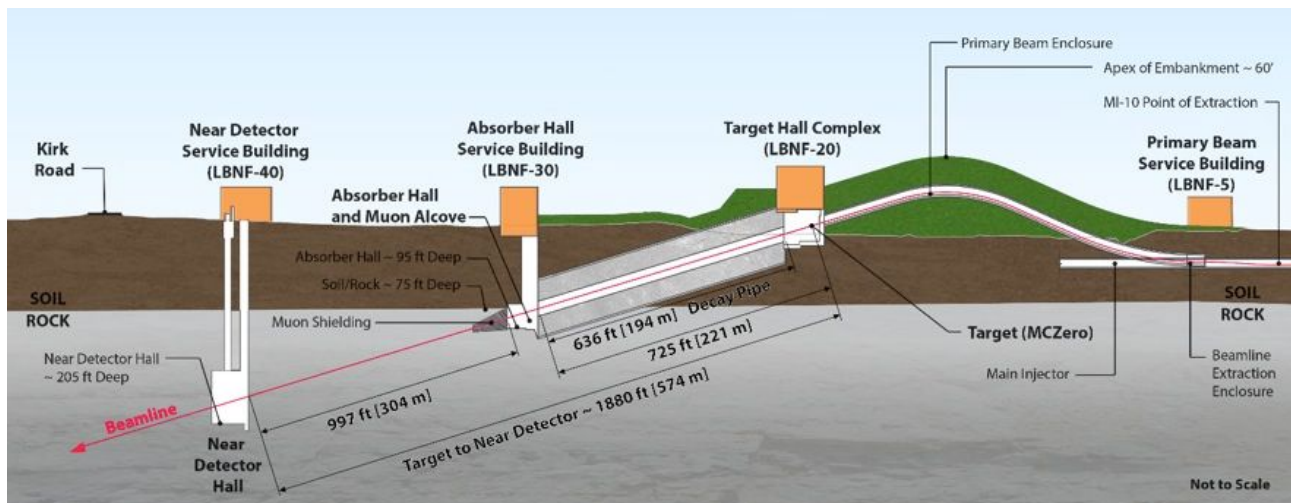 Primary Beam Enclosure
Apex of Embankment ~ 60'
MI-10 Point of Extraction
Kirk
Road
Near Detector
Service Building
(LBNF-40)
Absorber Hall
Service Building
(LBNF-30)
Target Hall Complex
(LBNF-20)
Primary Beam
Service Building
(LBNF-5)
Absorber Hall
and Muon Alcove
Absorber Hall ~ 95 ft Deep
Soil/Rock ~ 75 ft Deep
Muon Shielding
SOIL
ROCK
SOIL
ROCK
Near Detector Hall
~ 205 ft Deep
636 ft [194 m] Decay Pipe
725 ft [221 m]
997 ft [304 m]
Target to Near Detector ~ 1880 ft [574 m]
Target (MCZero)
Main Injector
Beamline
Extraction
Enclosure
Beamline
Near
Detector
Hall
Not to Scale